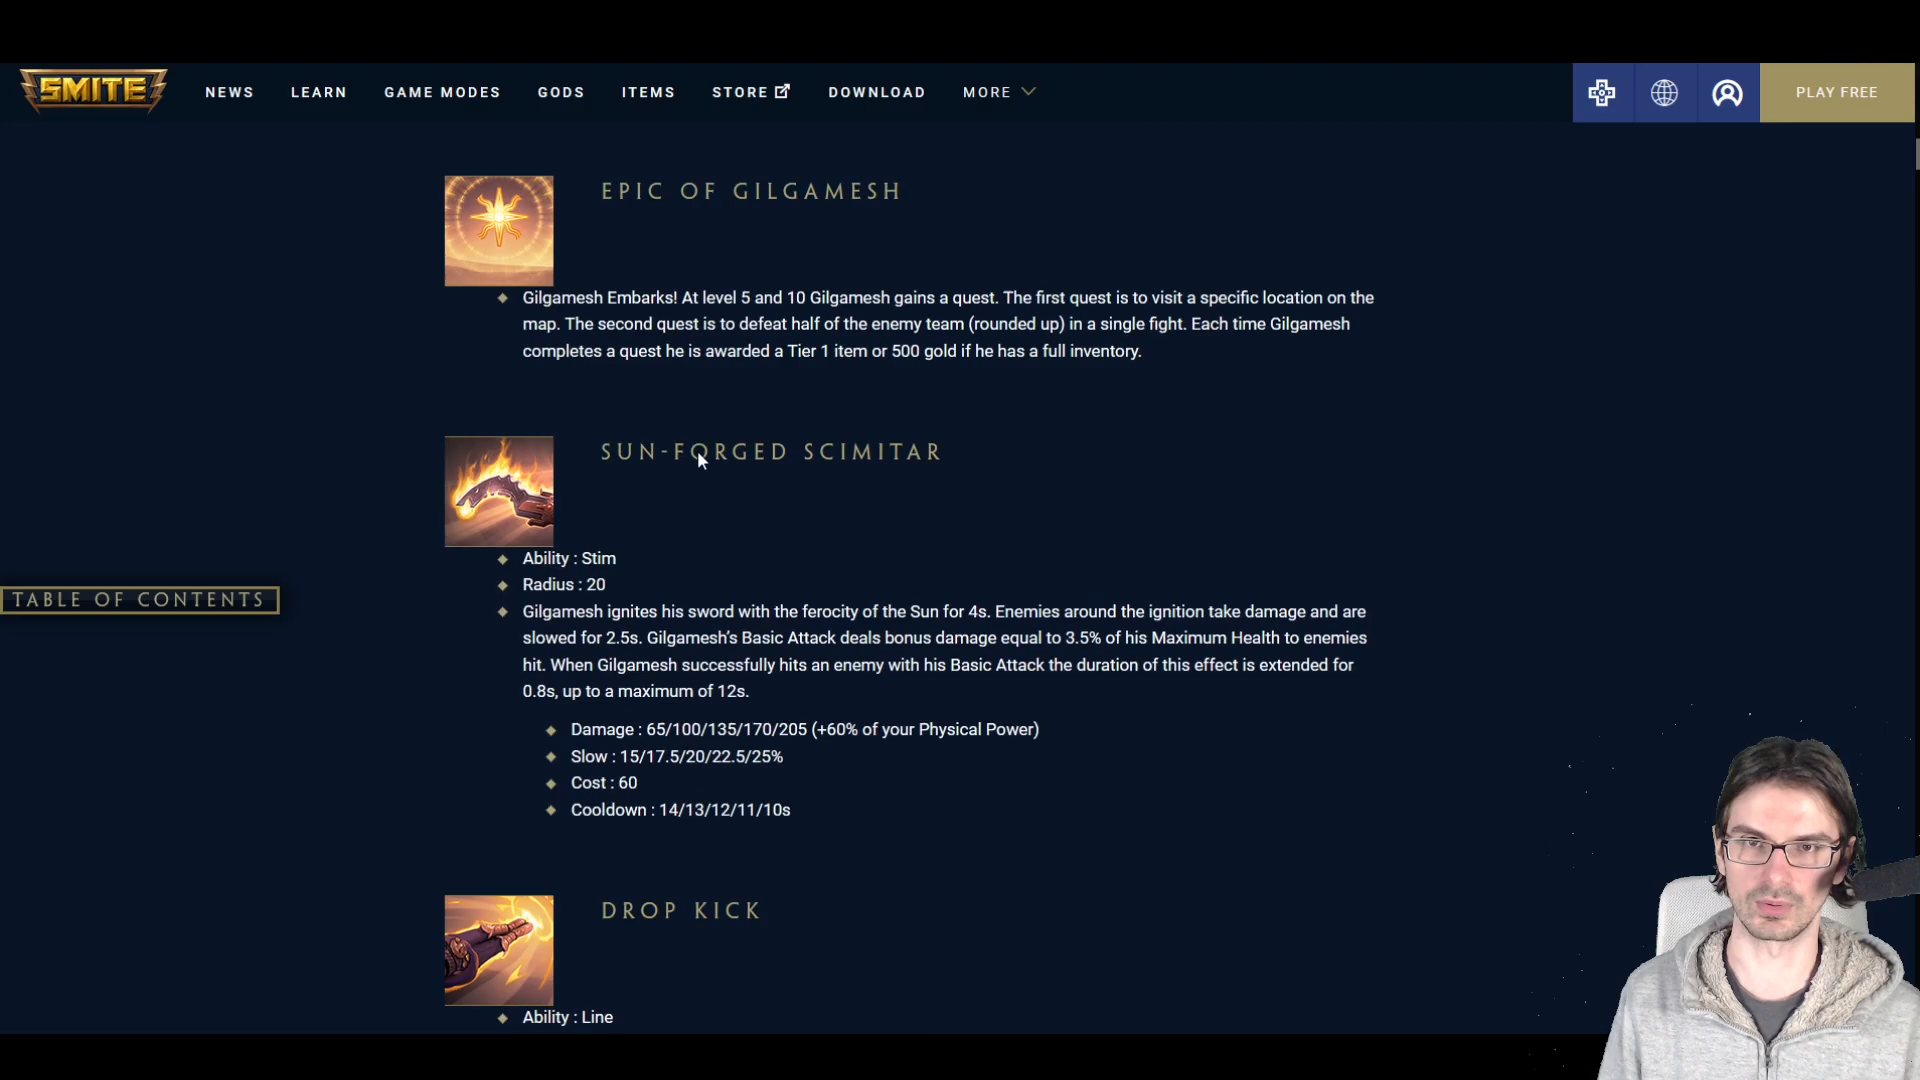 SMITE
NEWS
LEARN
GAME MODES
GODS
ITEMS
STORE
DOWNLOAD
MORE
PLAY FREE
EPIC OF GILGAMESH
Gilgamesh Embarks! At level 5 and 10 Gilgamesh gains a quest. The first quest is to visit a specific location on the
map. The second quest is to defeat half of the enemy team (rounded up) in a single fight. Each time Gilgamesh
completes a quest he is awarded a Tier 1 item or 500 gold if he has a full inventory.
SUN-FORGED SCIMITAR
Ability : Stim
Radius : 20
TABLE OF CONTENTS
Gilgamesh ignites his sword with the ferocity of the Sun for 4s. Enemies around the ignition take damage and are
slowed for 2.5s. Gilgamesh's Basic Attack deals bonus damage equal to 3.5% of his Maximum Health to enemies
hit. When Gilgamesh successfully hits an enemy with his Basic Attack the duration of this effect is extended for
0.8s, up to a maximum of 12s.
Damage : 65/100/135/170/205 (+60% of your Physical Power)
Slow : 15/17.5/20/22.5/25%
Cost : 60
Cooldown : 14/13/12/11/10s
DROP KICK
Ability : Line